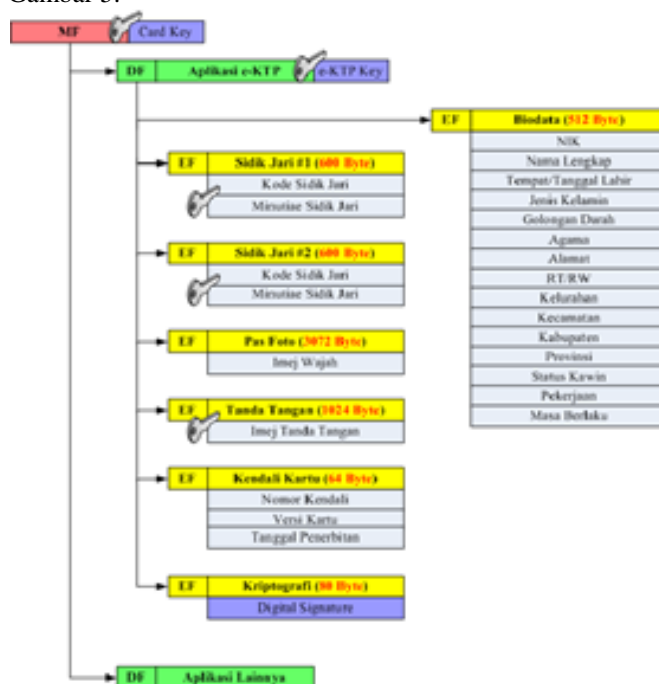 Gambar 3.
MF Card Key
DF Aplikasi e-KTP e-KTP Key
EF Biodata (512 Byte)
NIK
Nama Lengkap
Tempat/Tanggal Lahir
Jenis Kelamin
Golongan Darah
Agama
Alamat
RT/RW
Kelurahan
Kecamatan
Kabupaten
Provinsi
Status Kawin
Pekerjaan
Masa Berlaku
EF Sidik Jari #1 (600 Byte)
Kode Sidik Jari
Minutiae Sidik Jari
EF Sidik Jari #2 (600 Byte)
Kode Sidik Jari
Minutiae Sidik Jari
EF Pas Foto (3072 Byte)
Imej Wajah
EF Tanda Tangan (1024 Byte)
Imej Tanda Tangan
EF Kendali Kartu (64 Byte)
Nomor Kendali
Versi Kartu
Tanggal Penerbitan
EF Kriptografi (80 Byte)
Digital Signature
DF Aplikasi Lainnya